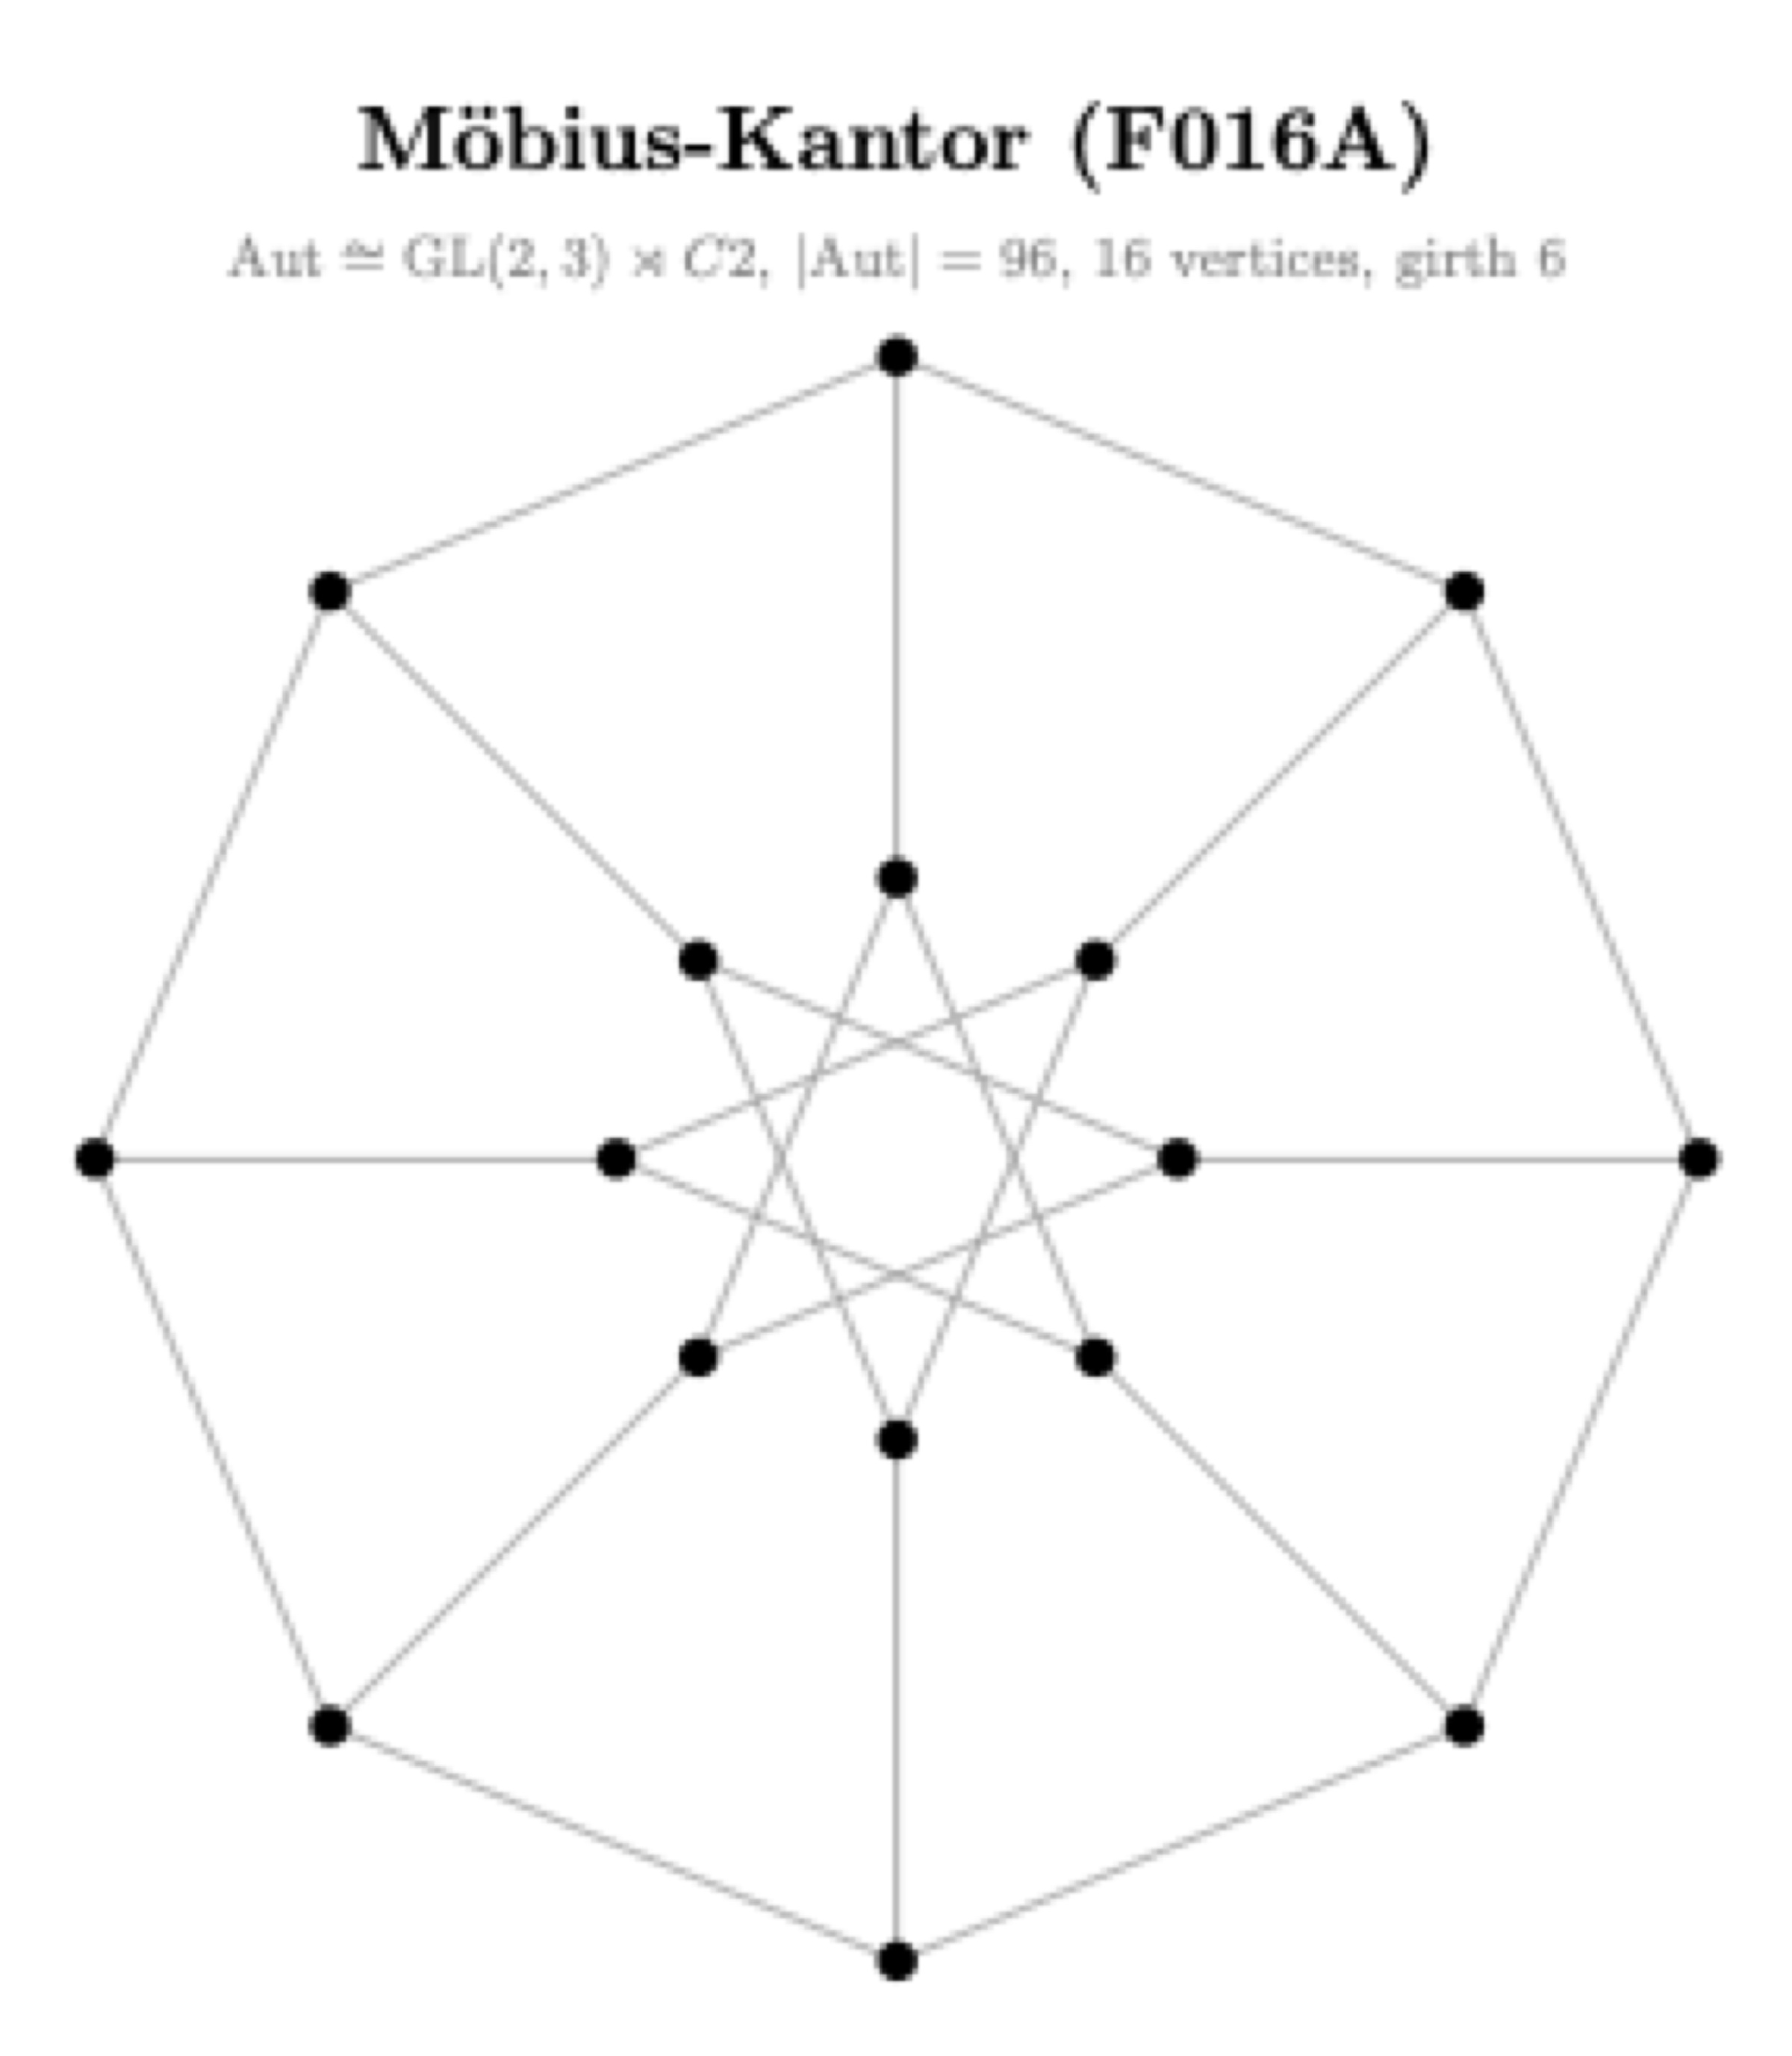 Möbius-Kantor (F016A)
Aut ≅ GL(2, 3) ⋊ C2, |Aut| = 96, 16 vertices, girth 6